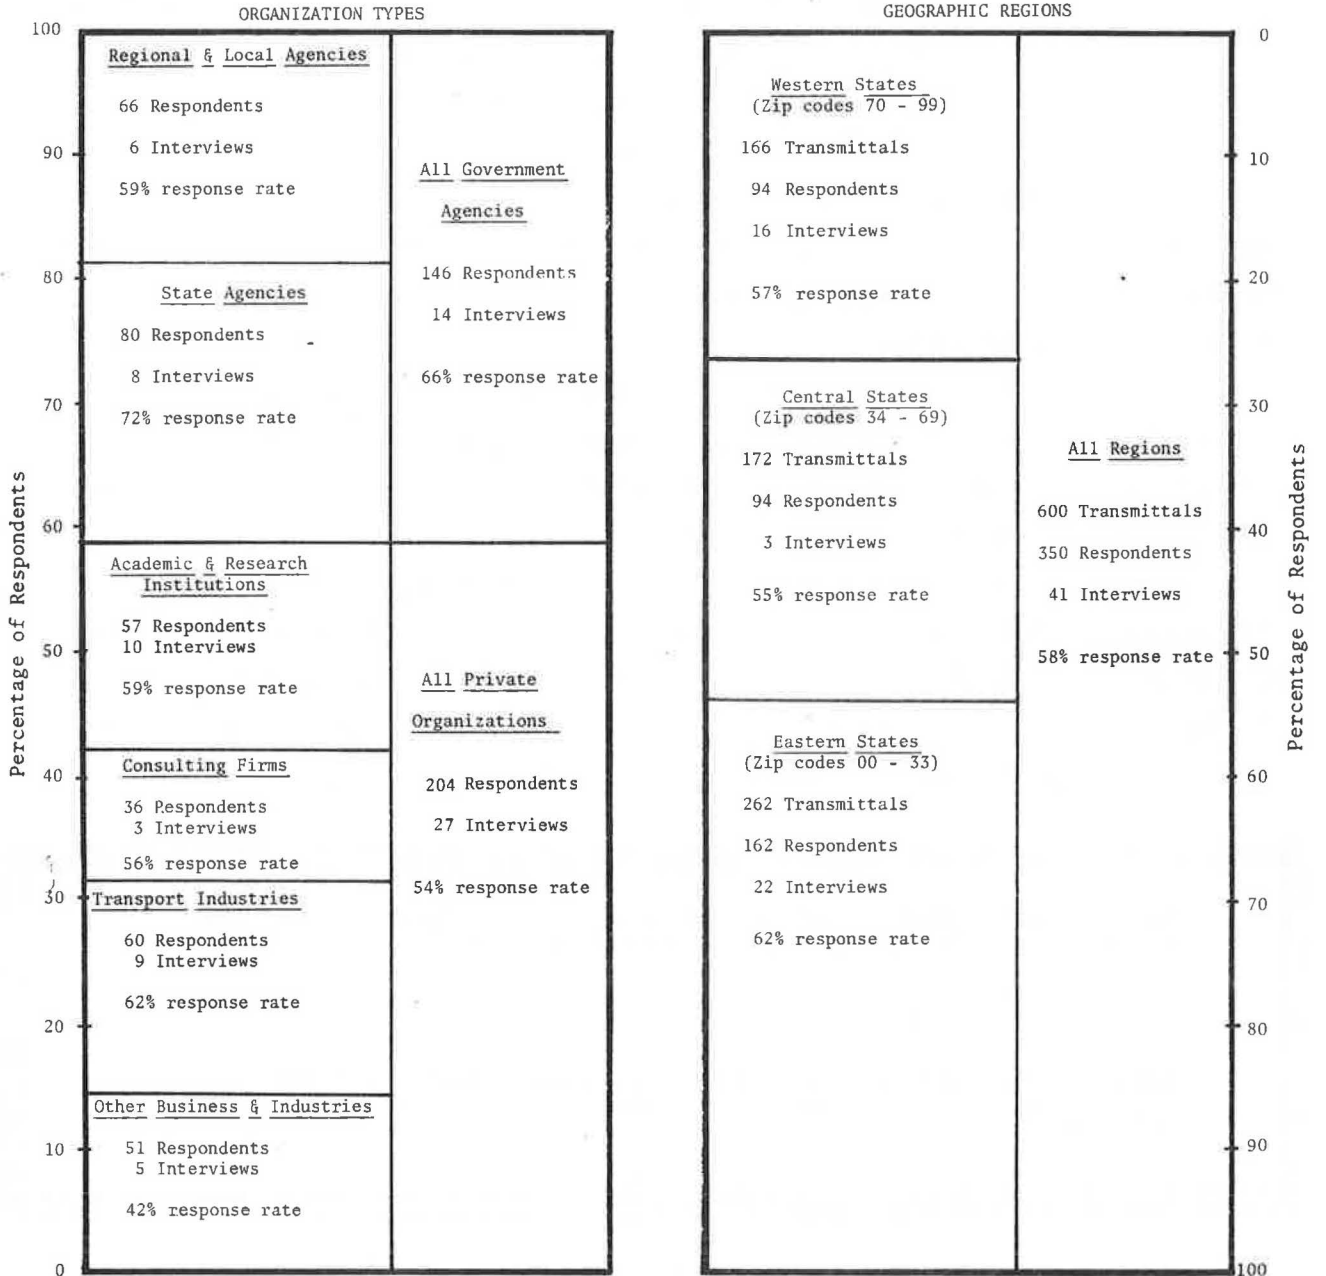 ORGANIZATION TYPES
100
90
80
70
60
50
40
30
20
10
0
Percentage of Respondents
Regional & Local Agencies
66 Respondents
6 Interviews
59% response rate
State Agencies
80 Respondents
8 Interviews
72% response rate
Academic & Research
Institutions
57 Respondents
10 Interviews
59% response rate
Consulting Firms
36 Respondents
3 Interviews
56% response rate
Transport Industries
60 Respondents
9 Interviews
62% response rate
Other Business & Industries
51 Respondents
5 Interviews
42% response rate
All Government
Agencies
146 Respondents
14 Interviews
66% response rate
All Private
Organizations
204 Respondents
27 Interviews
54% response rate
GEOGRAPHIC REGIONS
Western States
(Zip codes 70 - 99)
166 Transmittals
94 Respondents
16 Interviews
57% response rate
Central States
(Zip codes 34 - 69)
172 Transmittals
94 Respondents
3 Interviews
55% response rate
Eastern States
(Zip codes 00 - 33)
262 Transmittals
162 Respondents
22 Interviews
62% response rate
All Regions
600 Transmittals
350 Respondents
41 Interviews
58% response rate
0
10
20
30
40
50
60
70
80
90
100
Percentage of Respondents